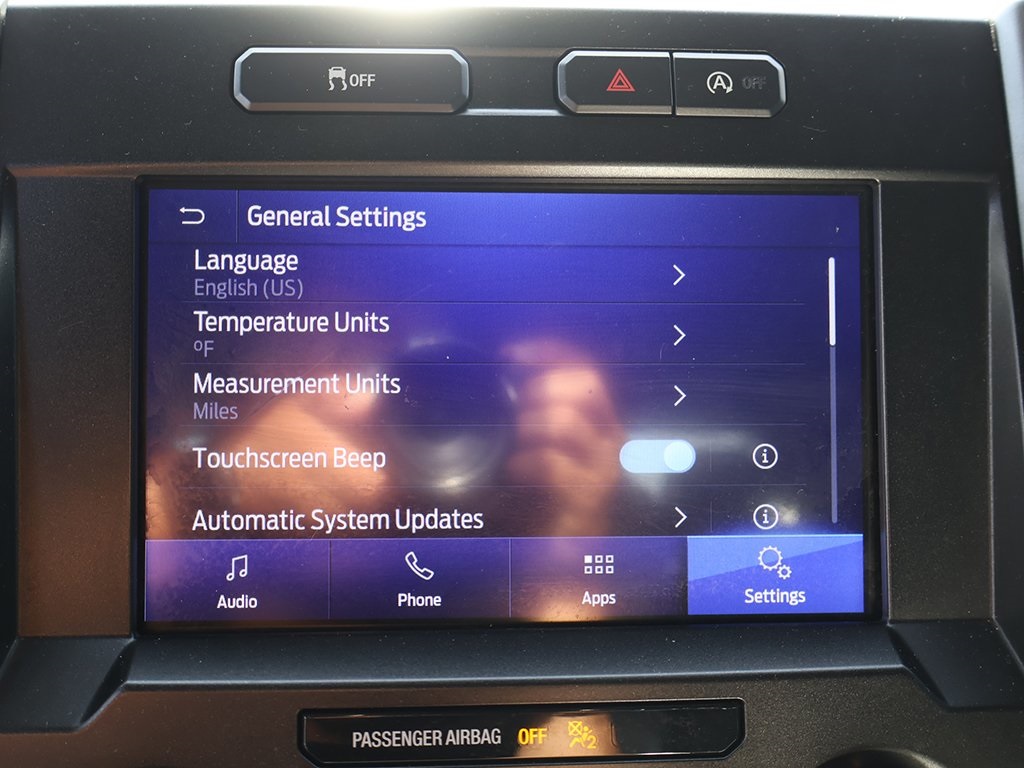 OFF
A OFF
General Settings
Language
English (US)
Temperature Units
ºF
Measurement Units
Miles
Touchscreen Beep
i
Automatic System Updates
i
Audio
Phone
Apps
Settings
PASSENGER AIRBAG OFF 2